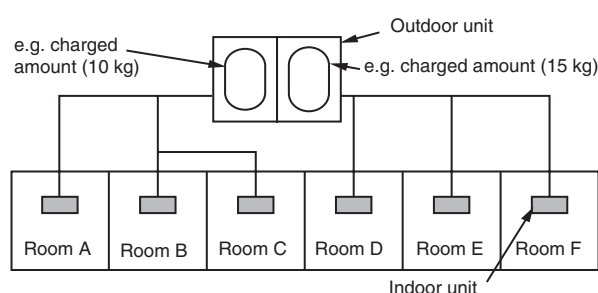 Outdoor unit
e.g. charged
amount (10 kg)
e.g. charged amount (15 kg)
Room A
Room B
Room C
Room D
Room E
Room F
Indoor unit